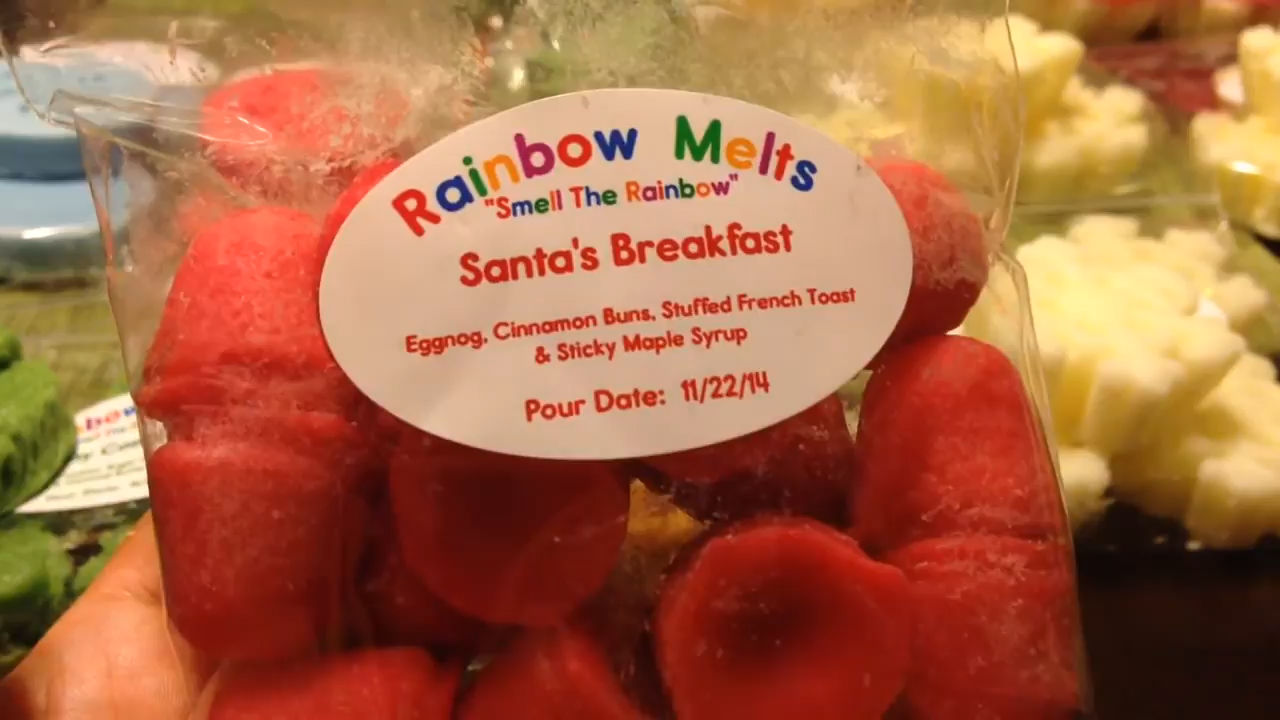 Rainbow Melts
"Smell The Rainbow"
Santa's Breakfast
Eggnog, Cinnamon Buns, Stuffed French Toast
& Sticky Maple Syrup
Pour Date: 11/22/14